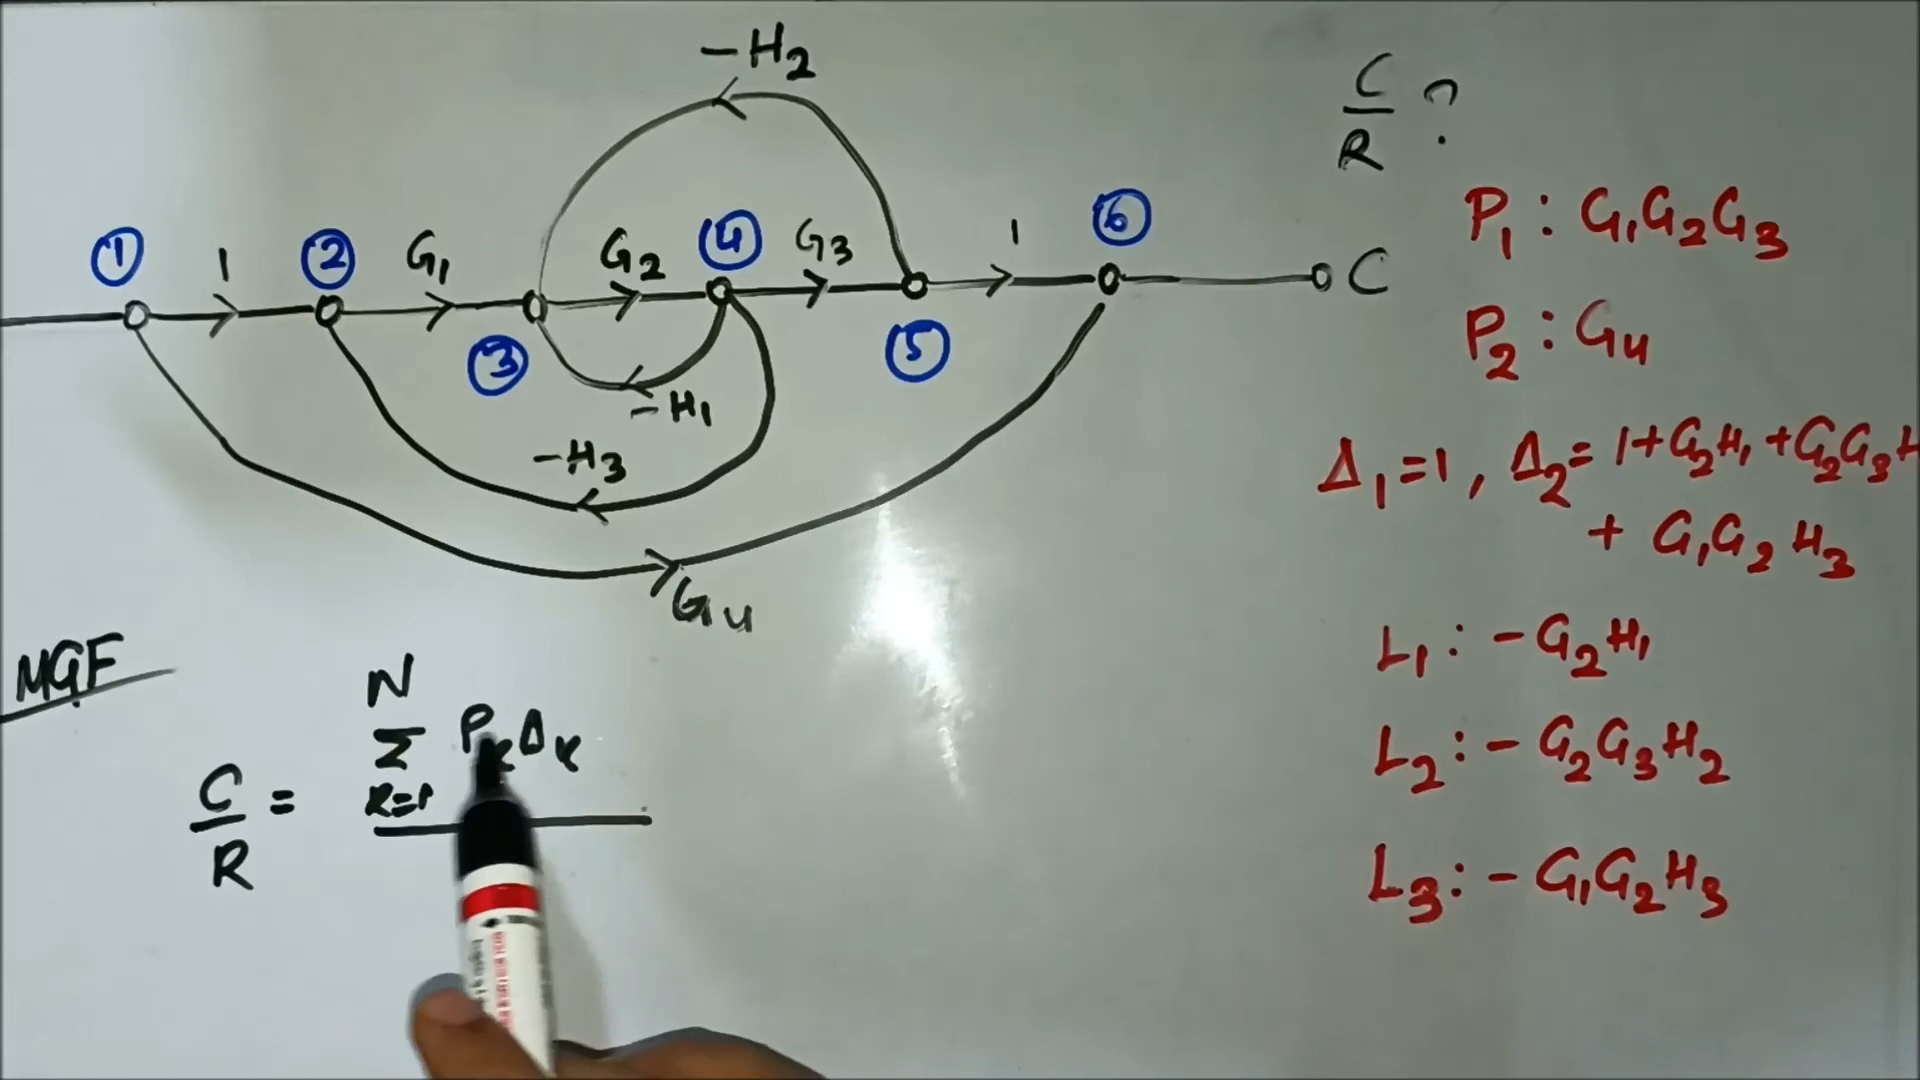 -H₂
C/R ?
① 1 ② G₁ G₂ ④ G₃ 1 ⑥
C
③ ⑤
-H₁
-H₃
G₄
P₁ : G₁G₂G₃
P₂ : G₄
Δ₁=1, Δ₂= 1+G₂H₁+G₂G₃H
+ G₁G₂H₃
L₁: -G₂H₁
L₂: -G₂G₃H₂
L₃: -G₁G₂H₃
MGF
N
C/R = Σ PₖΔₖ